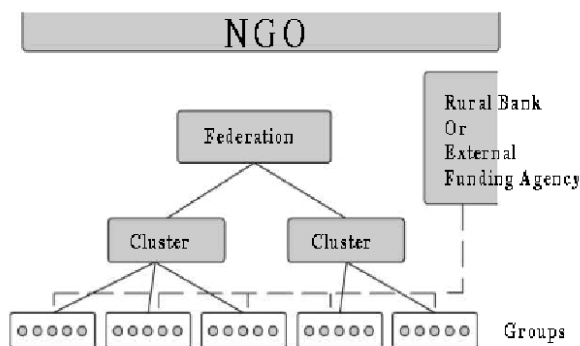 NGO
Rural Bank
Or
External
Funding Agency
Federation
Cluster
Cluster
Groups